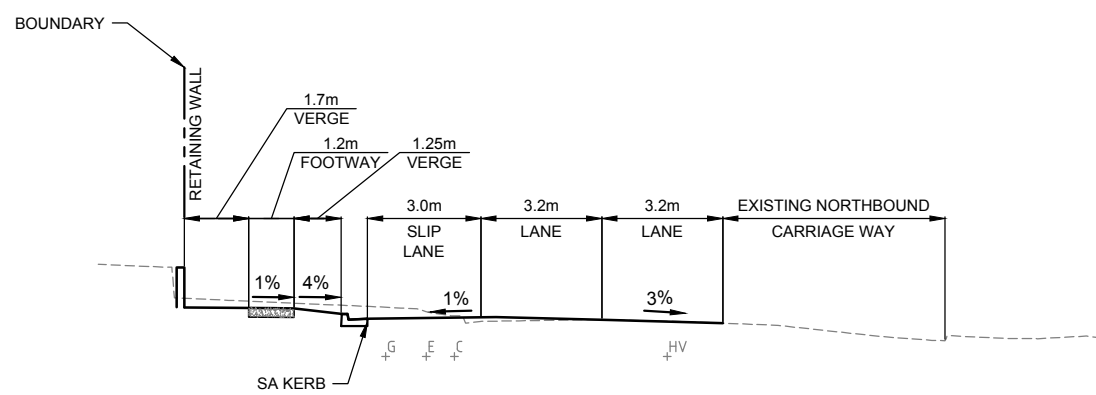 BOUNDARY
RETAINING WALL
1.7m
VERGE
1.2m
FOOTWAY
1.25m
VERGE
3.0m
SLIP
LANE
3.2m
LANE
3.2m
LANE
EXISTING NORTHBOUND
CARRIAGE WAY
1%
4%
1%
3%
G
E
C
HV
SA KERB